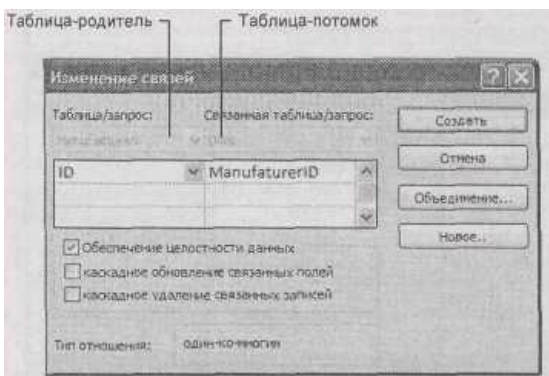 Таблица-родитель Таблица-потомок
Изменение связей
Таблица/запрос: Связанная таблица/запрос:
ID ManufaturerID
Обеспечение целостности данных
каскадное обновление связанных полей
каскадное удаление связанных записей
Тип отношения: один-ко-многим
Создать
Отмена
Объединение...
Новое..